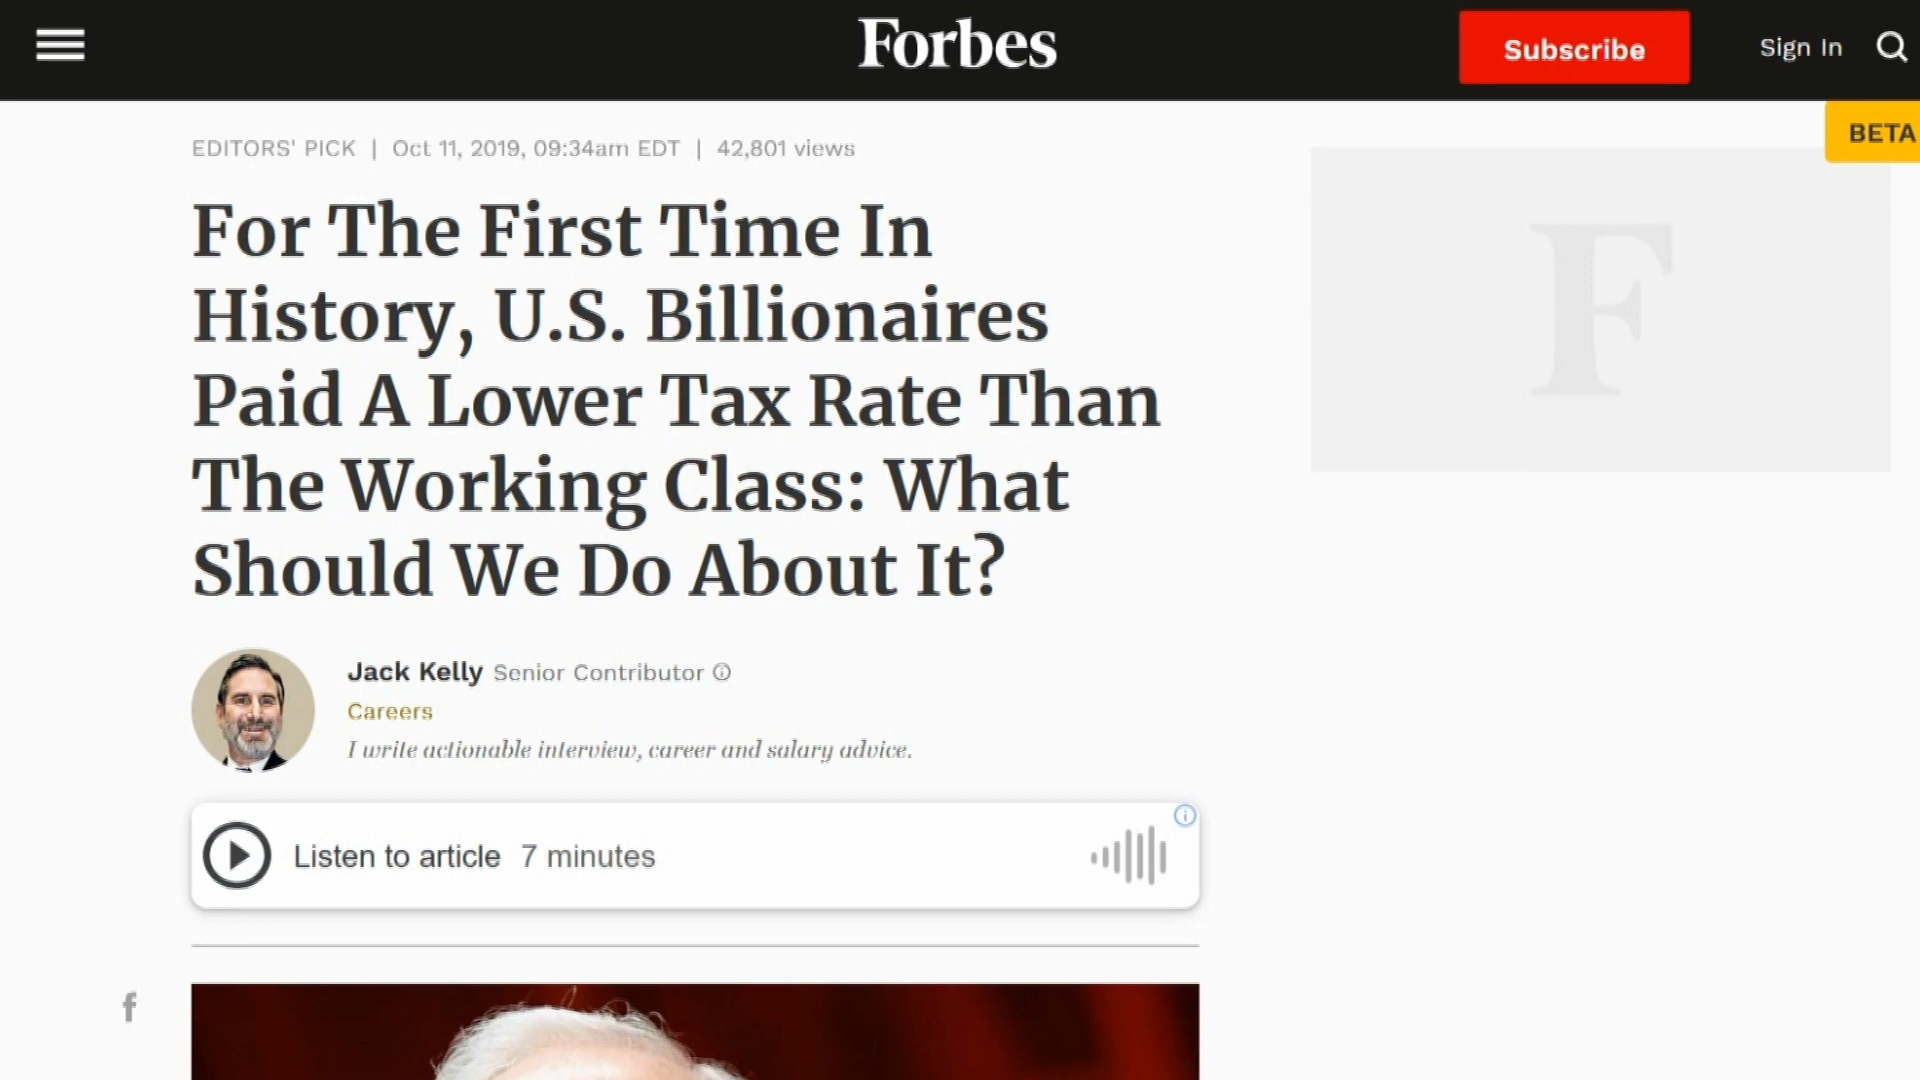 Forbes
Subscribe
Sign In
BETA
EDITORS' PICK | Oct 11, 2019, 09:34am EDT | 42,801 views
For The First Time In
History, U.S. Billionaires
Paid A Lower Tax Rate Than
The Working Class: What
Should We Do About It?
F
Jack Kelly Senior Contributor
Careers
I write actionable interview, career and salary advice.
Listen to article 7 minutes
f